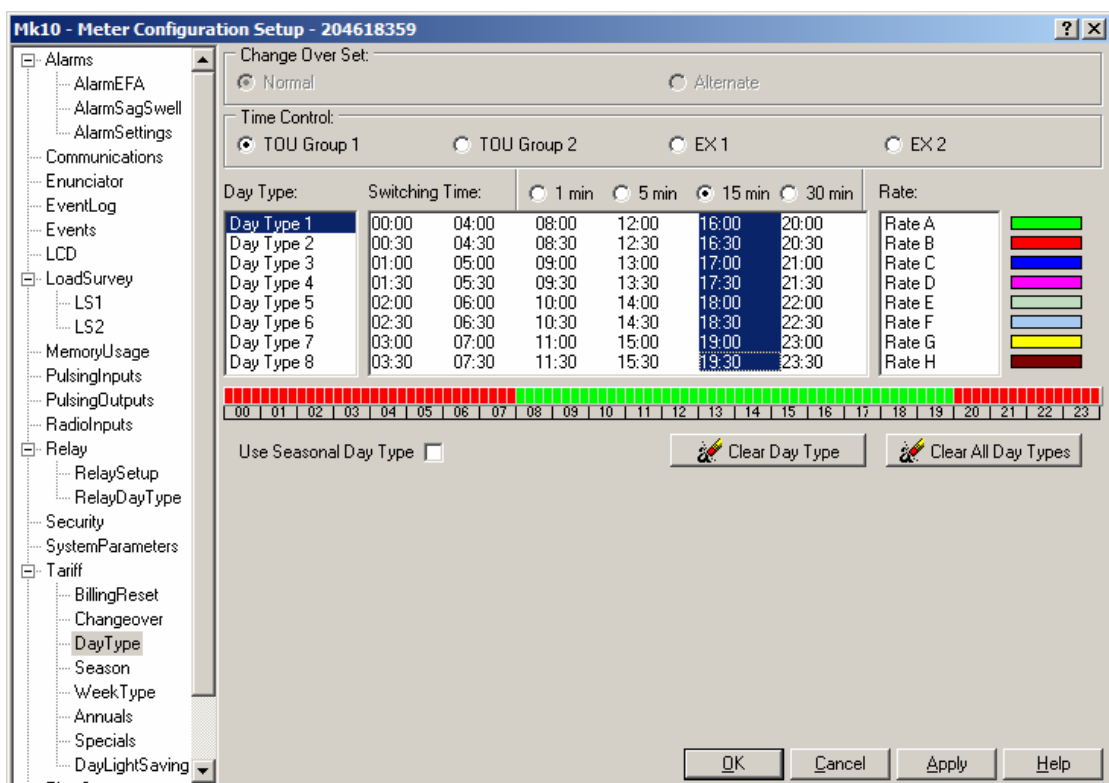 Mk10 - Meter Configuration Setup - 204618359
Alarms
AlarmEFA
AlarmSagSwell
AlarmSettings
Communications
Enunciator
EventLog
Events
LCD
LoadSurvey
LS1
LS2
MemoryUsage
PulsingInputs
PulsingOutputs
RadioInputs
Relay
RelaySetup
RelayDayType
Security
SystemParameters
Tariff
BillingReset
Changeover
DayType
Season
WeekType
Annuals
Specials
DayLightSaving
Change Over Set:
Normal Alternate
Time Control:
TOU Group 1 TOU Group 2 EX 1 EX 2
Day Type: Switching Time: 1 min 5 min 15 min 30 min Rate:
Day Type 1 00:00 04:00 08:00 12:00 16:00 20:00 Rate A
Day Type 2 00:30 04:30 08:30 12:30 16:30 20:30 Rate B
Day Type 3 01:00 05:00 09:00 13:00 17:00 21:00 Rate C
Day Type 4 01:30 05:30 09:30 13:30 17:30 21:30 Rate D
Day Type 5 02:00 06:00 10:00 14:00 18:00 22:00 Rate E
Day Type 6 02:30 06:30 10:30 14:30 18:30 22:30 Rate F
Day Type 7 03:00 07:00 11:00 15:00 19:00 23:00 Rate G
Day Type 8 03:30 07:30 11:30 15:30 19:30 23:30 Rate H
00 01 02 03 04 05 06 07 08 09 10 11 12 13 14 15 16 17 18 19 20 21 22 23
Use Seasonal Day Type Clear Day Type Clear All Day Types
OK Cancel Apply Help